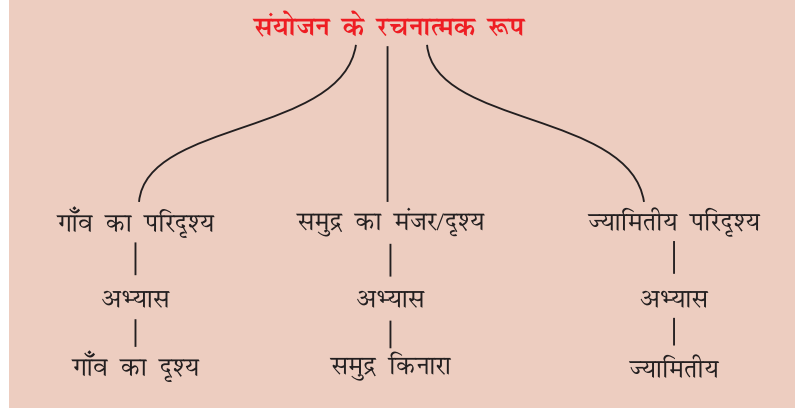 संयोजन के रचनात्मक रूप
गाँव का परिदृश्य
समुद्र का मंजर/दृश्य
ज्यामितीय परिदृश्य
अभ्यास
अभ्यास
अभ्यास
गाँव का दृश्य
समुद्र किनारा
ज्यामितीय